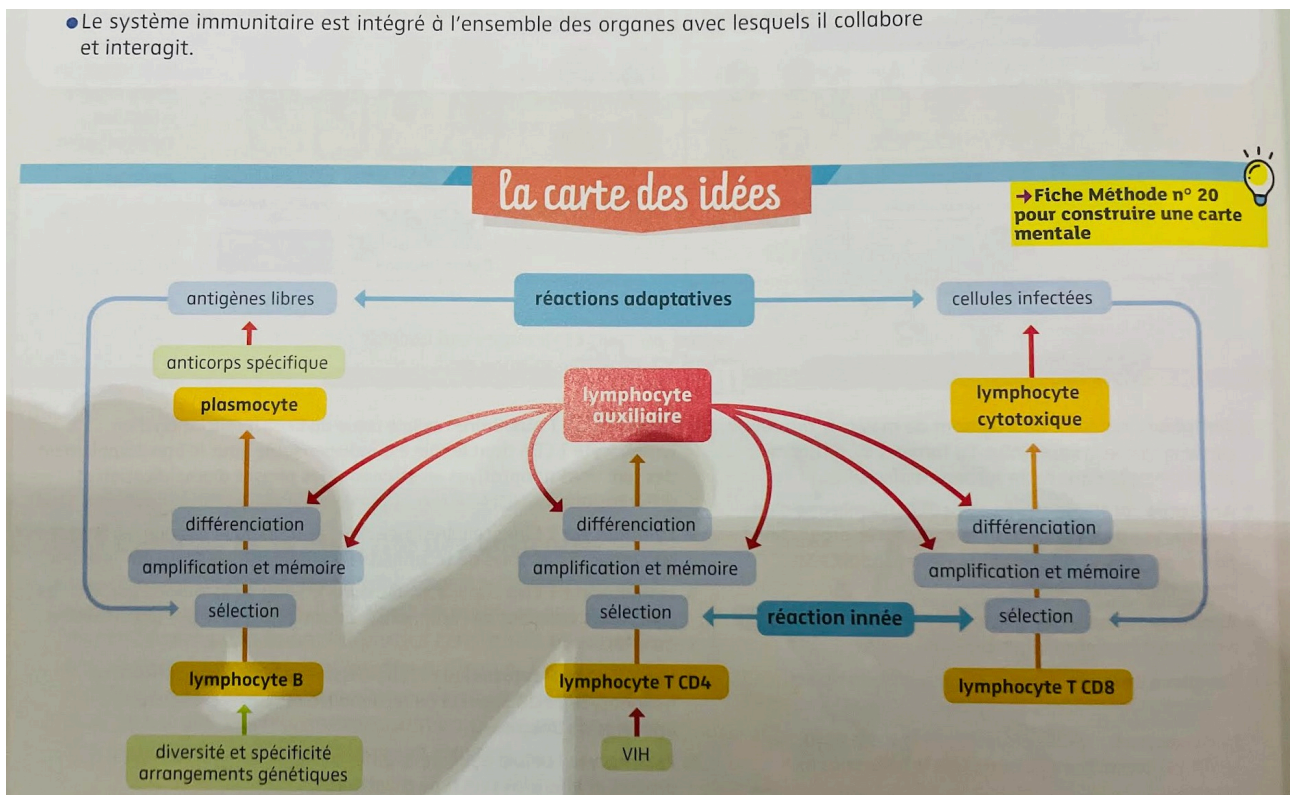 • Le système immunitaire est intégré à l'ensemble des organes avec lesquels il collabore
et interagit.
la carte des idées
→ Fiche Méthode n° 20
pour construire une carte
mentale
antigènes libres
réactions adaptatives
cellules infectées
anticorps spécifique
plasmocyte
lymphocyte
auxiliaire
lymphocyte
cytotoxique
différenciation
différenciation
différenciation
amplification et mémoire
amplification et mémoire
amplification et mémoire
sélection
sélection
réaction innée
sélection
lymphocyte B
lymphocyte T CD4
lymphocyte T CD8
diversité et spécificité
arrangements génétiques
VIH